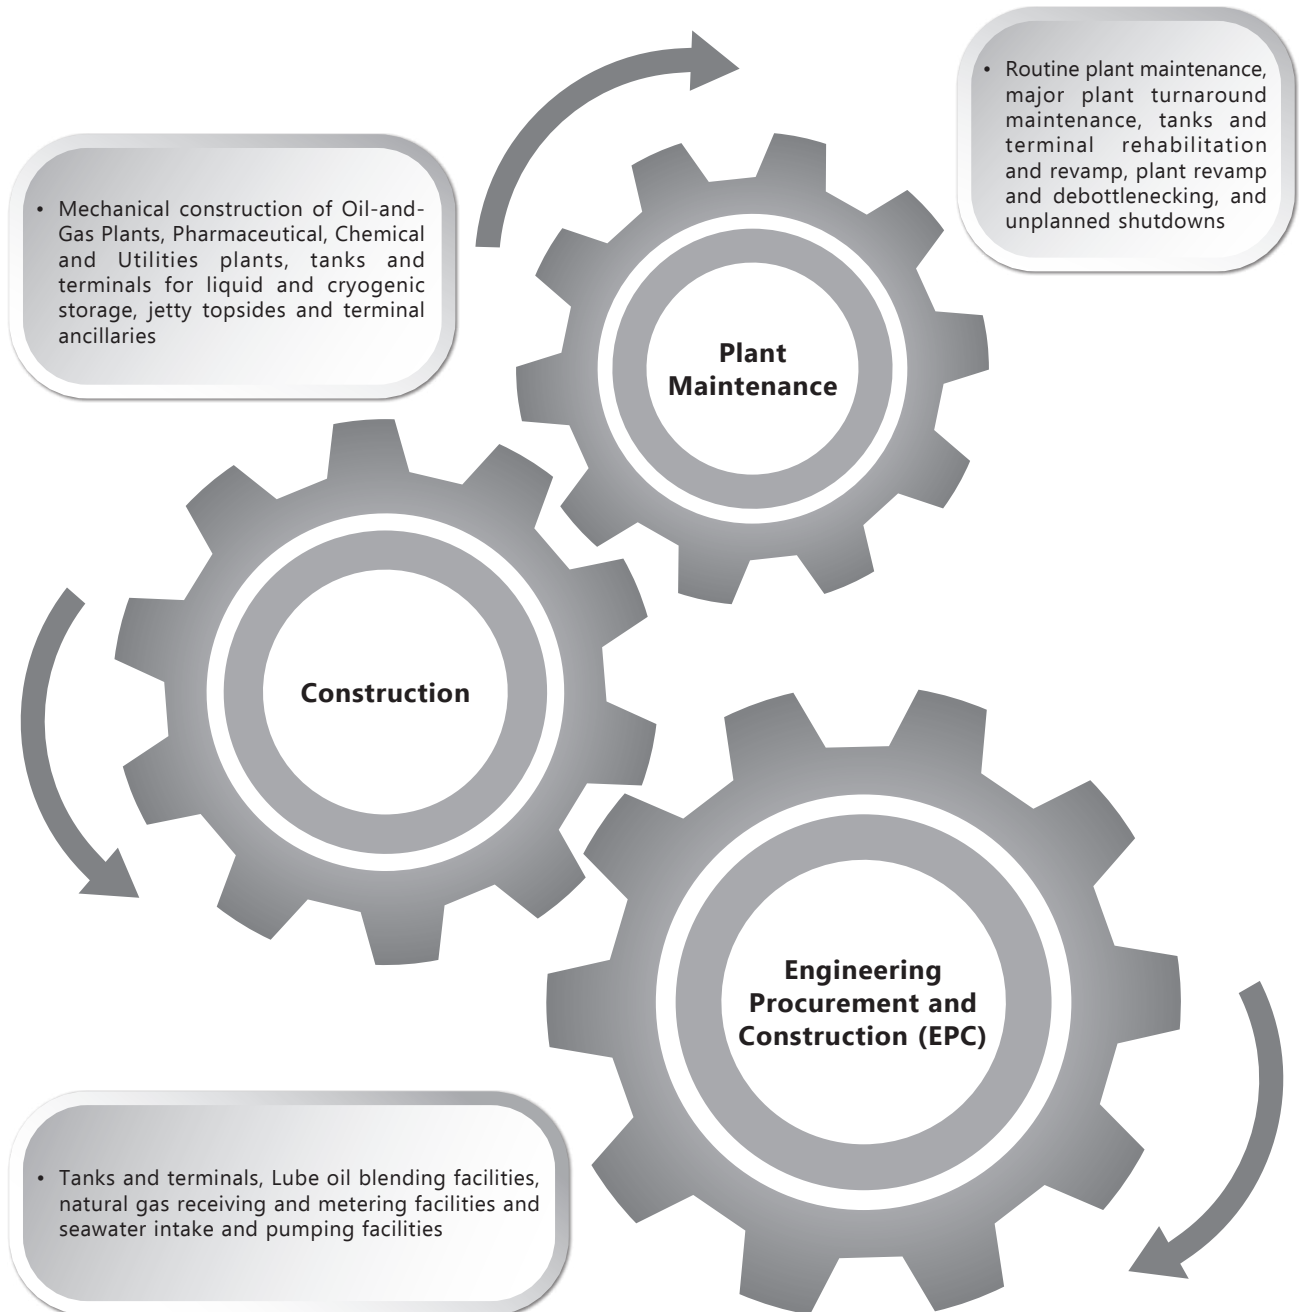 • Routine plant maintenance,
major plant turnaround
maintenance, tanks and
terminal rehabilitation
and revamp, plant revamp
and debottlenecking, and
unplanned shutdowns
• Mechanical construction of Oil-and-
Gas Plants, Pharmaceutical, Chemical
and Utilities plants, tanks and
terminals for liquid and cryogenic
storage, jetty topsides and terminal
ancillaries
Plant
Maintenance
Construction
Engineering
Procurement and
Construction (EPC)
• Tanks and terminals, Lube oil blending facilities,
natural gas receiving and metering facilities and
seawater intake and pumping facilities